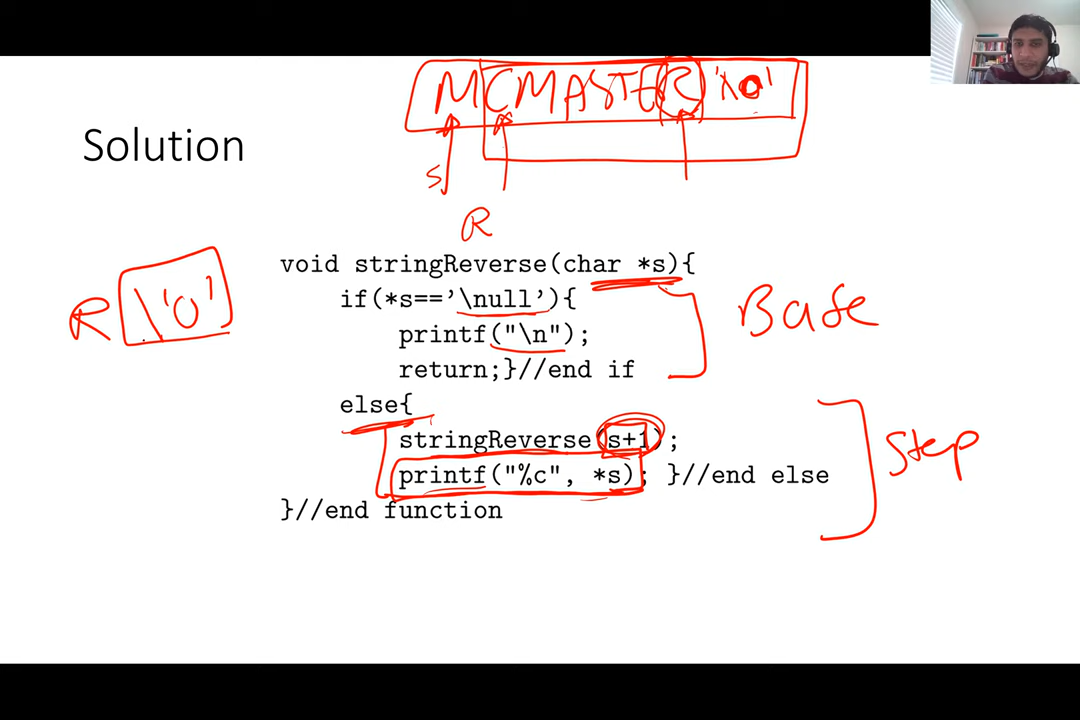 MCMASTER '\0'
Solution
S
R
void stringReverse(char *s){
if(*s=='\null'){
printf("\n");
return;}//end if
else{
stringReverse(s+1);
printf("%c", *s); }//end else
}//end function
R \'0'
Base
Step